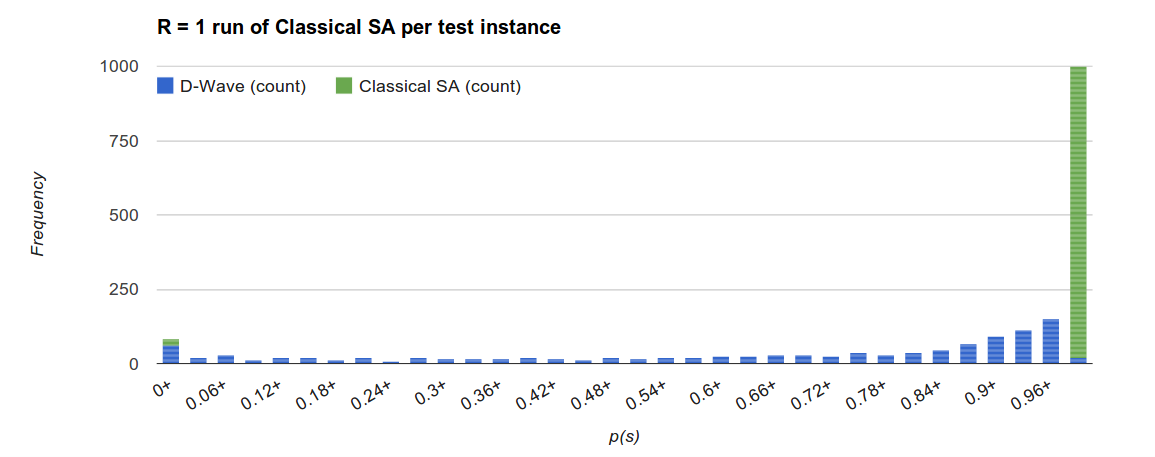 R = 1 run of Classical SA per test instance
D-Wave (count) Classical SA (count)
1000
750
500
250
0
Frequency
0+ 0.06+ 0.12+ 0.18+ 0.24+ 0.3+ 0.36+ 0.42+ 0.48+ 0.54+ 0.6+ 0.66+ 0.72+ 0.78+ 0.84+ 0.9+ 0.96+
p(s)